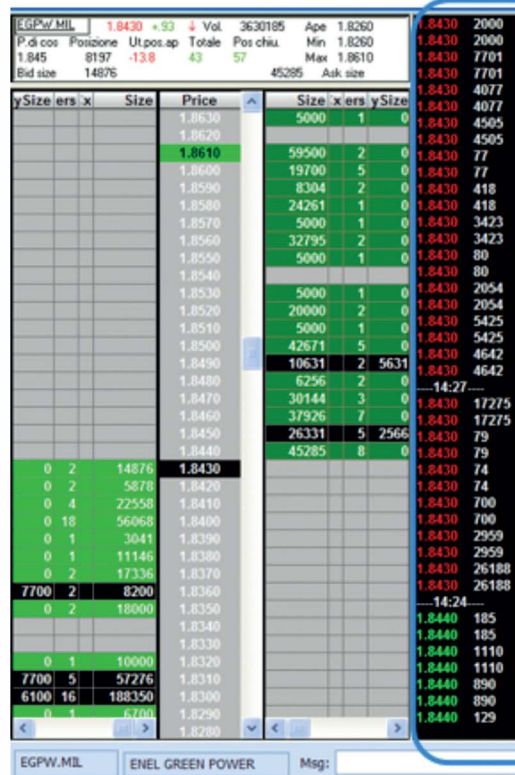 EGPW.MIL 1.8430 +.93 ↓ Vol. 3630185 Ape 1.8260
P.di cos Posizione Ut.pos.ap Totale Pos chiu. Min 1.8260
1.845 8197 -13.8 43 57 Max 1.8610
Bid size 14876 45285 Ask size
ySize ers x Size Price Size x ers ySize
1.8630 5000 1 0
1.8620
1.8610 59500 2 0
1.8600 19700 5 0
1.8590 8304 2 0
1.8580 24261 1 0
1.8570 5000 1 0
1.8560 32795 2 0
1.8550 5000 1 0
1.8540
1.8530 5000 1 0
1.8520 20000 2 0
1.8510 5000 1 0
1.8500 42671 5 0
1.8490 10631 2 5631
1.8480 6256 2 0
1.8470 30144 3 0
1.8460 37926 7 0
1.8450 26331 5 2566
1.8440 45285 8 0
0 2 14876 1.8430
0 2 5878 1.8420
0 4 22558 1.8410
0 18 56068 1.8400
0 1 3041 1.8390
0 1 11146 1.8380
0 2 17336 1.8370
7700 2 8200 1.8360
0 2 18000 1.8350
1.8340
1.8330
0 1 10000 1.8320
7700 5 57276 1.8310
6100 16 188350 1.8300
0 1 6700 1.8290
1.8280
1.8430 2000
1.8430 2000
1.8430 7701
1.8430 7701
1.8430 4077
1.8430 4077
1.8430 4505
1.8430 4505
1.8430 77
1.8430 77
1.8430 418
1.8430 418
1.8430 3423
1.8430 3423
1.8430 80
1.8430 80
1.8430 2054
1.8430 2054
1.8430 5425
1.8430 5425
1.8430 4642
1.8430 4642
----14:27----
1.8430 17275
1.8430 17275
1.8430 79
1.8430 79
1.8430 74
1.8430 74
1.8430 700
1.8430 700
1.8430 2959
1.8430 2959
1.8430 26188
1.8430 26188
----14:24----
1.8440 185
1.8440 185
1.8440 1110
1.8440 1110
1.8440 890
1.8440 890
1.8440 129
EGPW.MIL ENEL GREEN POWER Msg: